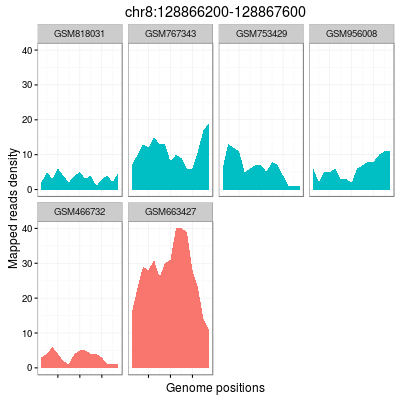 chr8:128866200-128867600
GSM818031 GSM767343 GSM753429 GSM956008
40
30
20
10
0
GSM466732 GSM663427
40
30
20
10
0
Mapped reads density
Genome positions